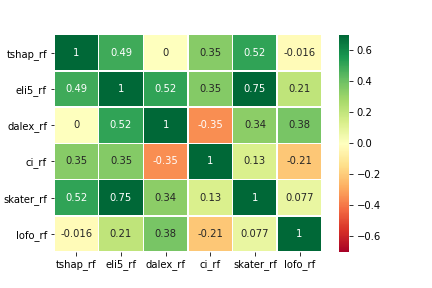 tshap_rf 1 0.49 0 0.35 0.52 -0.016
eli5_rf 0.49 1 0.52 0.35 0.75 0.21
dalex_rf 0 0.52 1 -0.35 0.34 0.38
ci_rf 0.35 0.35 -0.35 1 0.13 -0.21
skater_rf 0.52 0.75 0.34 0.13 1 0.077
lofo_rf -0.016 0.21 0.38 -0.21 0.077 1
tshap_rf eli5_rf dalex_rf ci_rf skater_rf lofo_rf
0.6
0.4
0.2
0.0
−0.2
−0.4
−0.6